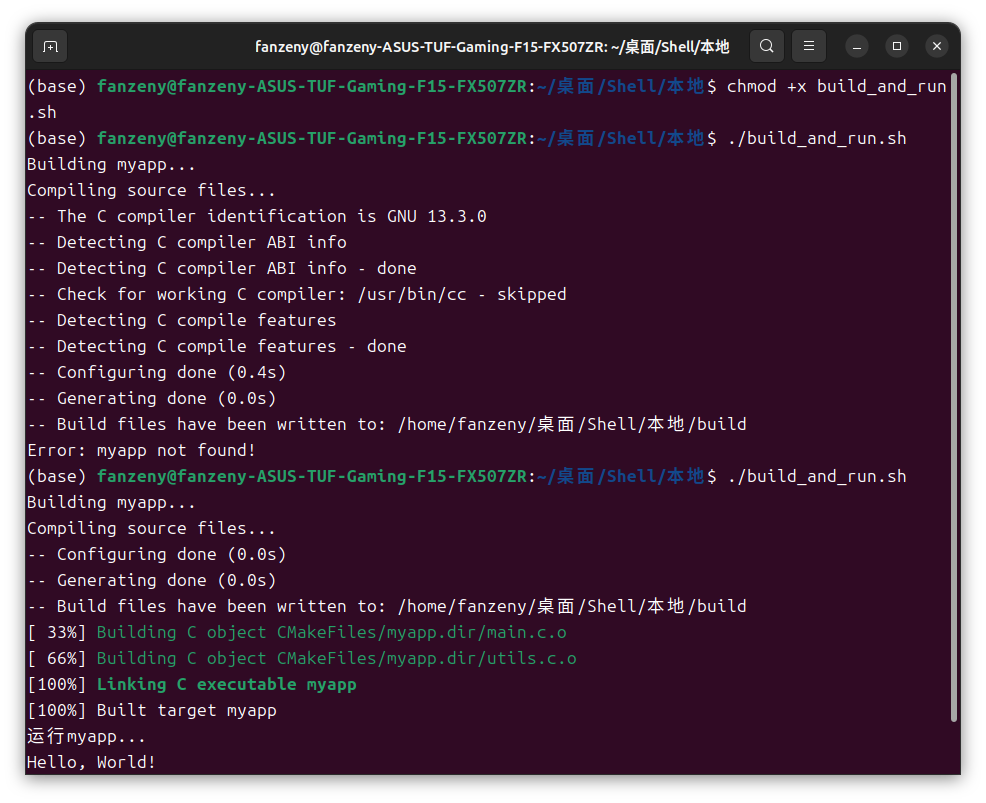 fanzeny@fanzeny-ASUS-TUF-Gaming-F15-FX507ZR: ~/桌面/Shell/本地
(base) fanzeny@fanzeny-ASUS-TUF-Gaming-F15-FX507ZR:~/桌面/Shell/本地$ chmod +x build_and_run
.sh
(base) fanzeny@fanzeny-ASUS-TUF-Gaming-F15-FX507ZR:~/桌面/Shell/本地$ ./build_and_run.sh
Building myapp...
Compiling source files...
-- The C compiler identification is GNU 13.3.0
-- Detecting C compiler ABI info
-- Detecting C compiler ABI info - done
-- Check for working C compiler: /usr/bin/cc - skipped
-- Detecting C compile features
-- Detecting C compile features - done
-- Configuring done (0.4s)
-- Generating done (0.0s)
-- Build files have been written to: /home/fanzeny/桌面/Shell/本地/build
Error: myapp not found!
(base) fanzeny@fanzeny-ASUS-TUF-Gaming-F15-FX507ZR:~/桌面/Shell/本地$ ./build_and_run.sh
Building myapp...
Compiling source files...
-- Configuring done (0.0s)
-- Generating done (0.0s)
-- Build files have been written to: /home/fanzeny/桌面/Shell/本地/build
[ 33%] Building C object CMakeFiles/myapp.dir/main.c.o
[ 66%] Building C object CMakeFiles/myapp.dir/utils.c.o
[100%] Linking C executable myapp
[100%] Built target myapp
运行myapp...
Hello, World!